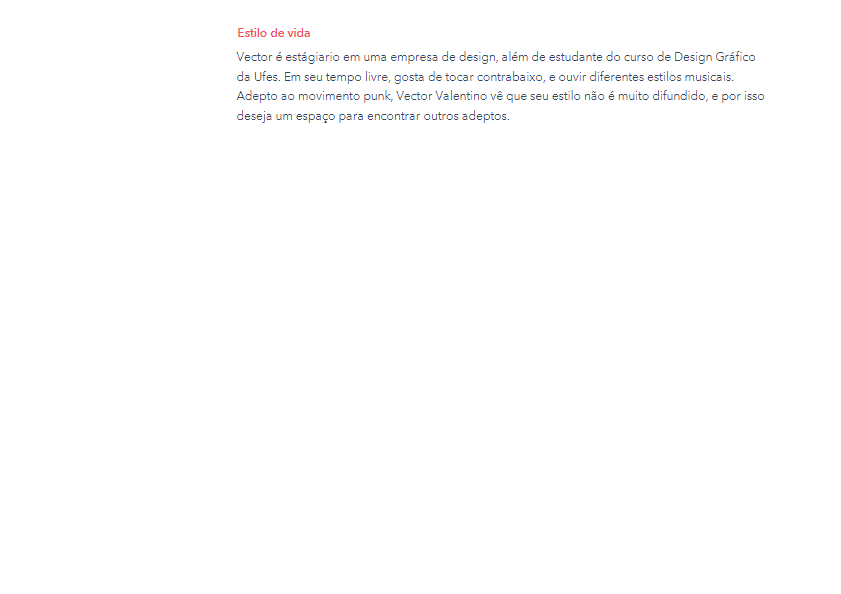 Estilo de vida
Vector é estágiario em uma empresa de design, além de estudante do curso de Design Gráfico
da Ufes. Em seu tempo livre, gosta de tocar contrabaixo, e ouvir diferentes estilos musicais.
Adepto ao movimento punk, Vector Valentino vê que seu estilo não é muito difundido, e por isso
deseja um espaço para encontrar outros adeptos.